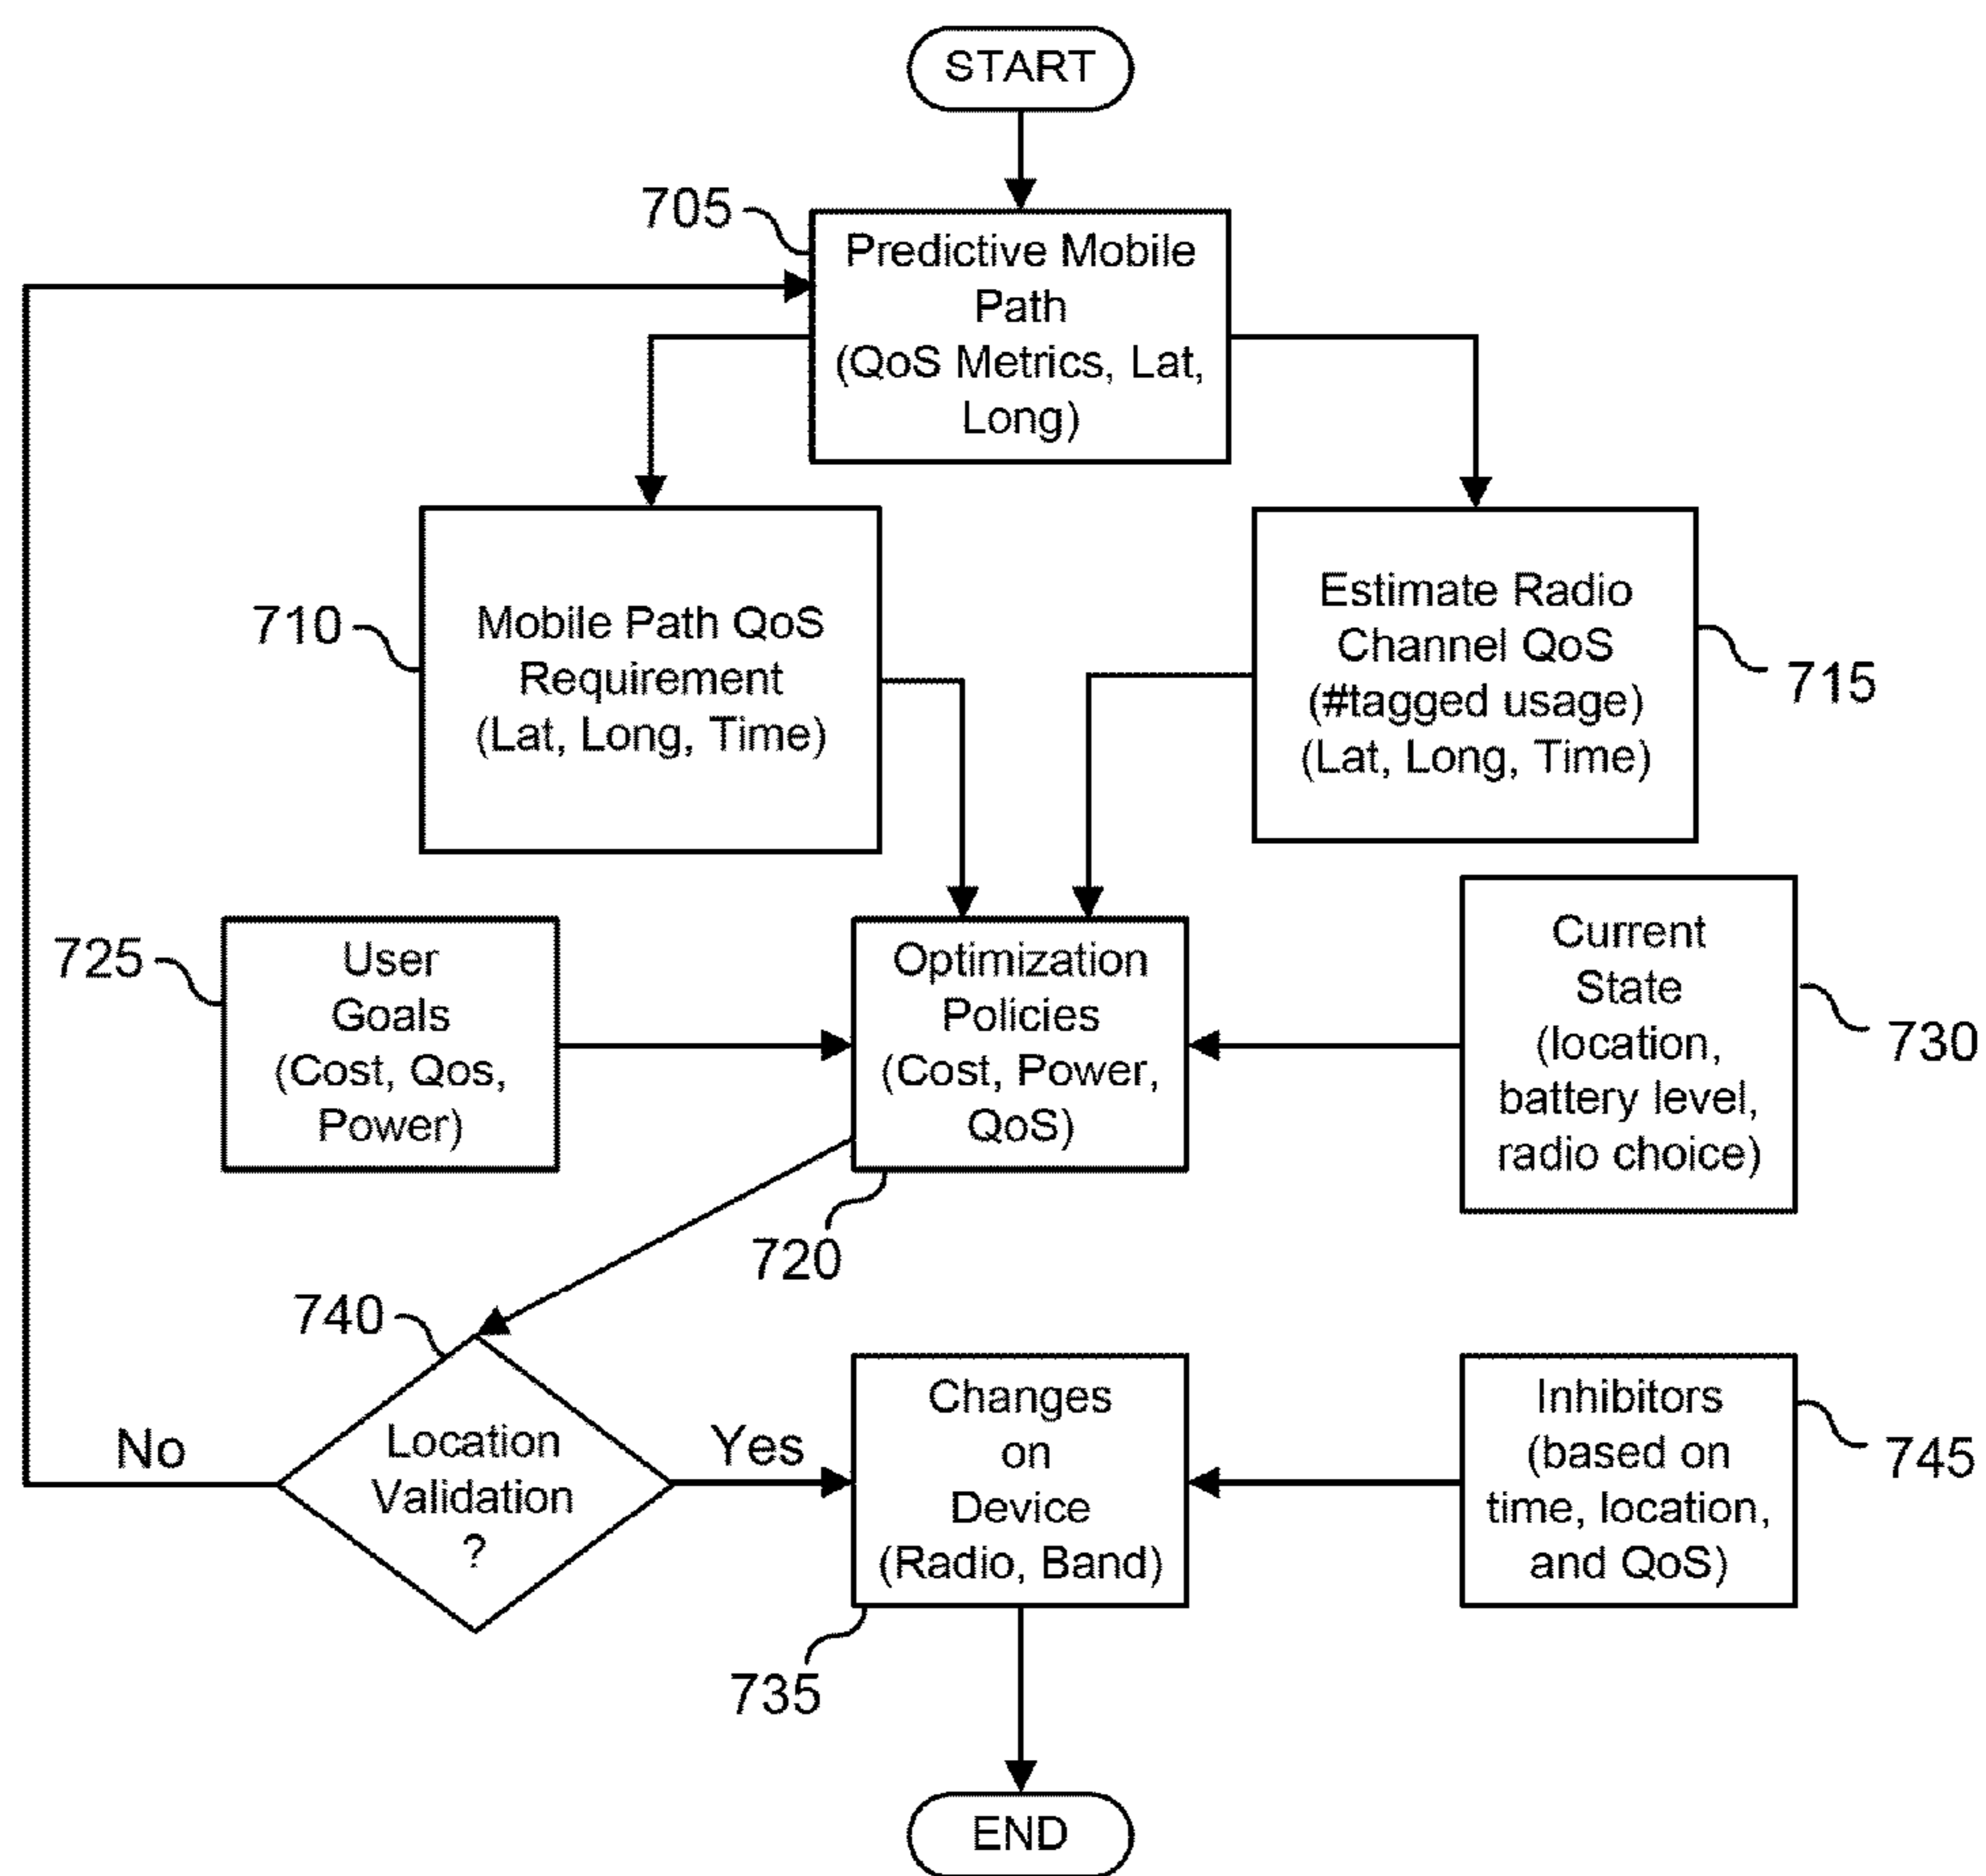 START
705
Predictive Mobile
Path
(QoS Metrics, Lat,
Long)
710
Mobile Path QoS
Requirement
(Lat, Long, Time)
Estimate Radio
Channel QoS
(#tagged usage)
(Lat, Long, Time)
715
725
User
Goals
(Cost, Qos,
Power)
Optimization
Policies
(Cost, Power,
QoS)
720
Current
State
(location,
battery level,
radio choice)
730
740
Location
Validation
?
No
Yes
Changes
on
Device
(Radio, Band)
735
Inhibitors
(based on
time, location,
and QoS)
745
END